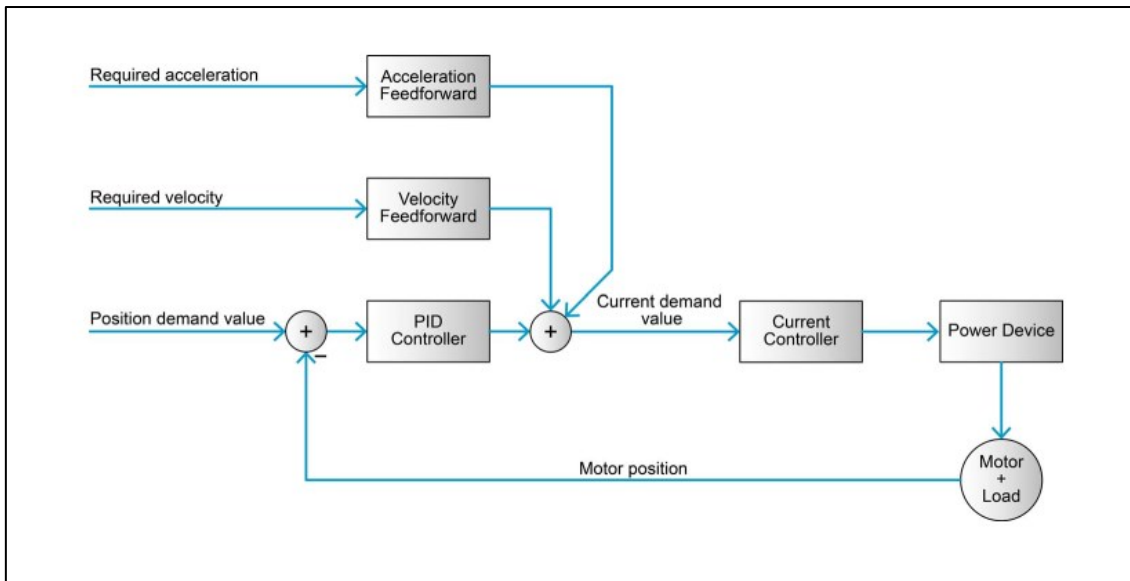 Required acceleration
Acceleration
Feedforward
Required velocity
Velocity
Feedforward
Position demand value
+
–
PID
Controller
+
Current demand
value
Current
Controller
Power Device
Motor position
Motor
+
Load